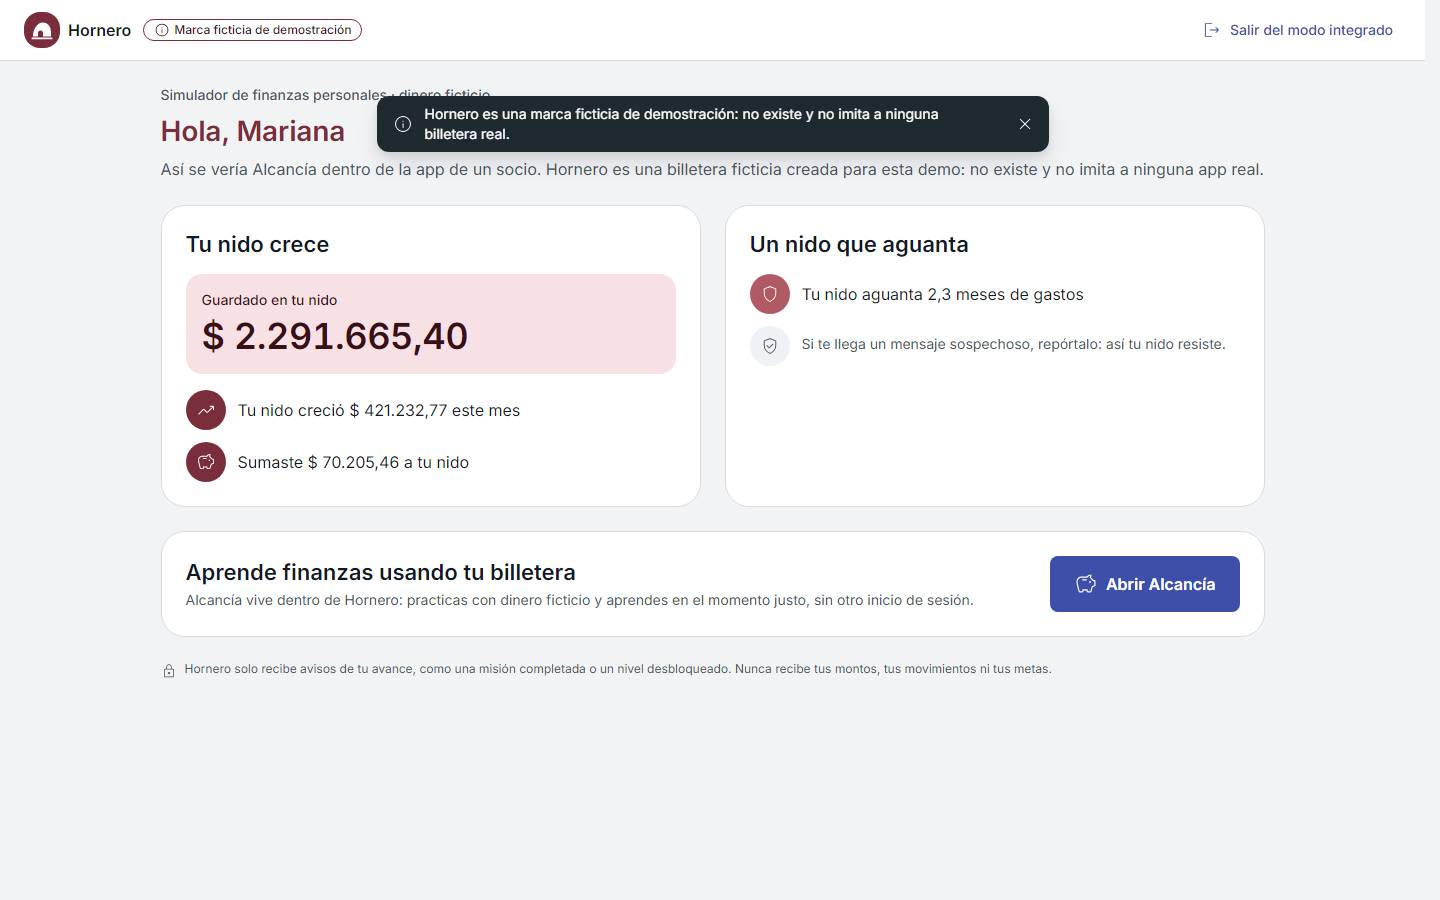 Hornero
Marca ficticia de demostración
Salir del modo integrado
Simulador de finanzas personales · dinero ficticio
Hornero es una marca ficticia de demostración: no existe y no imita a ninguna
billetera real.
Hola, Mariana
Así se vería Alcancía dentro de la app de un socio. Hornero es una billetera ficticia creada para esta demo: no existe y no imita a ninguna app real.
Tu nido crece
Guardado en tu nido
$ 2.291.665,40
Tu nido creció $ 421.232,77 este mes
Sumaste $ 70.205,46 a tu nido
Un nido que aguanta
Tu nido aguanta 2,3 meses de gastos
Si te llega un mensaje sospechoso, repórtalo: así tu nido resiste.
Aprende finanzas usando tu billetera
Alcancía vive dentro de Hornero: practicas con dinero ficticio y aprendes en el momento justo, sin otro inicio de sesión.
Abrir Alcancía
Hornero solo recibe avisos de tu avance, como una misión completada o un nivel desbloqueado. Nunca recibe tus montos, tus movimientos ni tus metas.